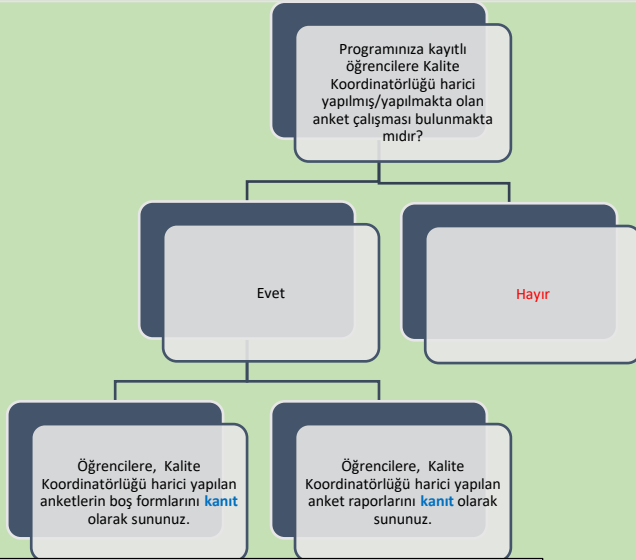 Programınıza kayıtlı
öğrencilere Kalite
Koordinatörlüğü harici
yapılmış/yapılmakta olan
anket çalışması bulunmakta
mıdır?
Evet
Hayır
Öğrencilere, Kalite
Koordinatörlüğü harici yapılan
anketlerin boş formlarını kanıt
olarak sununuz.
Öğrencilere, Kalite
Koordinatörlüğü harici yapılan
anket raporlarını kanıt olarak
sununuz.